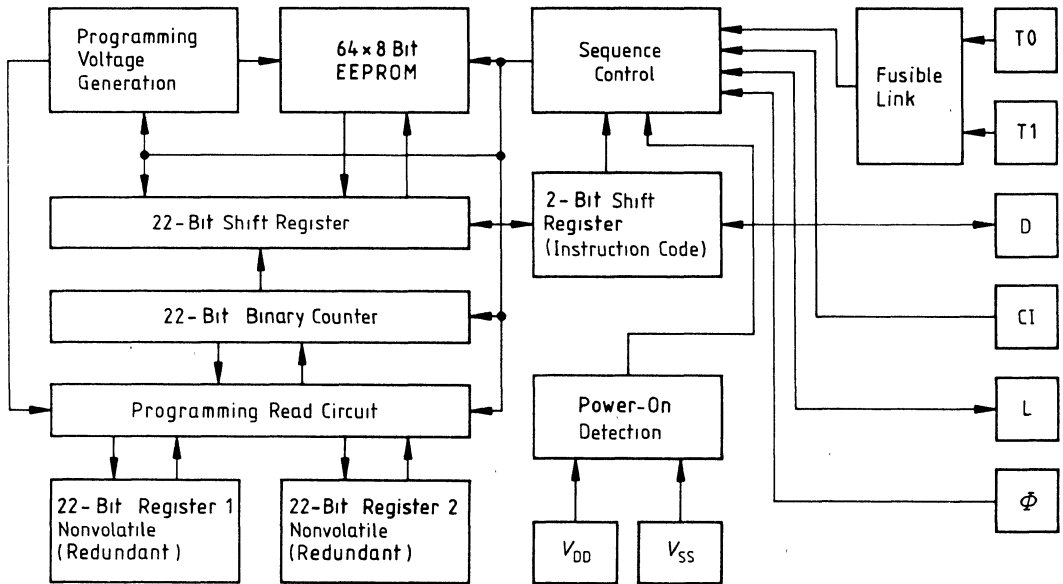 Programming
Voltage
Generation
64×8 Bit
EEPROM
Sequence
Control
Fusible
Link
T0
T1
22-Bit Shift Register
2-Bit Shift
Register
(Instruction Code)
D
22-Bit Binary Counter
CI
Programming Read Circuit
Power-On
Detection
L
22-Bit Register 1
Nonvolatile
(Redundant)
22-Bit Register 2
Nonvolatile
(Redundant)
VDD
VSS
Φ